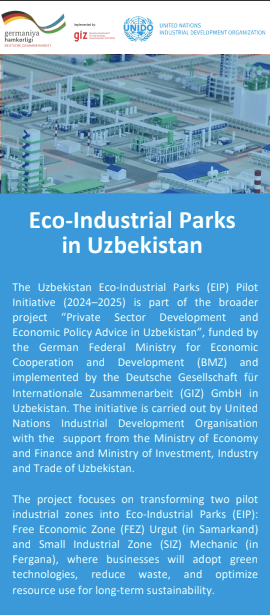 germaniya
hamkorligi
DEUTSCHE ZUSAMMENARBEIT
Implemented by
giz
UNIDO
UNITED NATIONS
INDUSTRIAL DEVELOPMENT ORGANIZATION
Eco-Industrial Parks
in Uzbekistan
The Uzbekistan Eco-Industrial Parks (EIP) Pilot
Initiative (2024–2025) is part of the broader
project “Private Sector Development and
Economic Policy Advice in Uzbekistan”, funded by
the German Federal Ministry for Economic
Cooperation and Development (BMZ) and
implemented by the Deutsche Gesellschaft für
Internationale Zusammenarbeit (GIZ) GmbH in
Uzbekistan. The initiative is carried out by United
Nations Industrial Development Organisation
with the support from the Ministry of Economy
and Finance and Ministry of Investment, Industry
and Trade of Uzbekistan.
The project focuses on transforming two pilot
industrial zones into Eco-Industrial Parks (EIP):
Free Economic Zone (FEZ) Urgut (in Samarkand)
and Small Industrial Zone (SIZ) Mechanic (in
Fergana), where businesses will adopt green
technologies, reduce waste, and optimize
resource use for long-term sustainability.